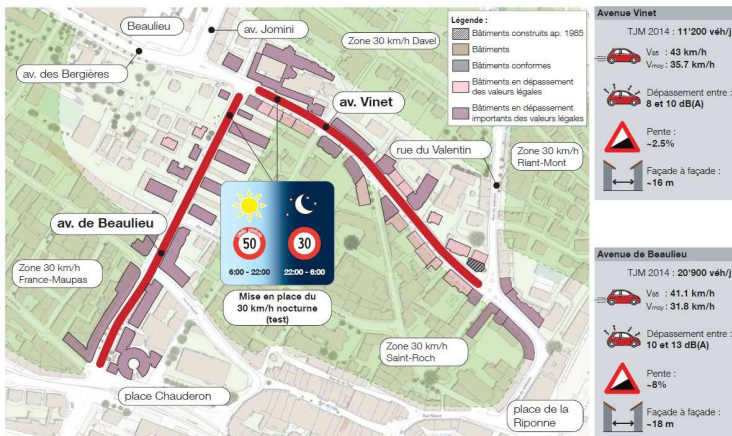 Beaulieu
av. Jomini
Zone 30 km/h Davel
av. des Bergières
av. Vinet
rue du Valentin
Zone 30 km/h
Riant-Mont
av. de Beaulieu
50
30
6:00 - 22:00
22:00 - 6:00
Mise en place du
30 km/h nocturne
(test)
Zone 30 km/h
France-Maupas
Zone 30 km/h
Saint-Roch
place Chauderon
place de la
Riponne
Légende :
Bâtiments construits ap. 1985
Bâtiments
Bâtiments conformes
Bâtiments en dépassement
des valeurs légales
Bâtiments en dépassement
importants des valeurs légales
Avenue Vinet
TJM 2014 : 11'200 véh/j
V85 : 43 km/h
Vmoy : 35.7 km/h
Dépassement entre :
8 et 10 dB(A)
Pente :
~2.5%
Façade à façade :
~16 m
Avenue de Beaulieu
TJM 2014 : 20'900 véh/j
V85 : 41.1 km/h
Vmoy : 31.8 km/h
Dépassement entre :
10 et 13 dB(A)
Pente :
~8%
Façade à façade :
~18 m